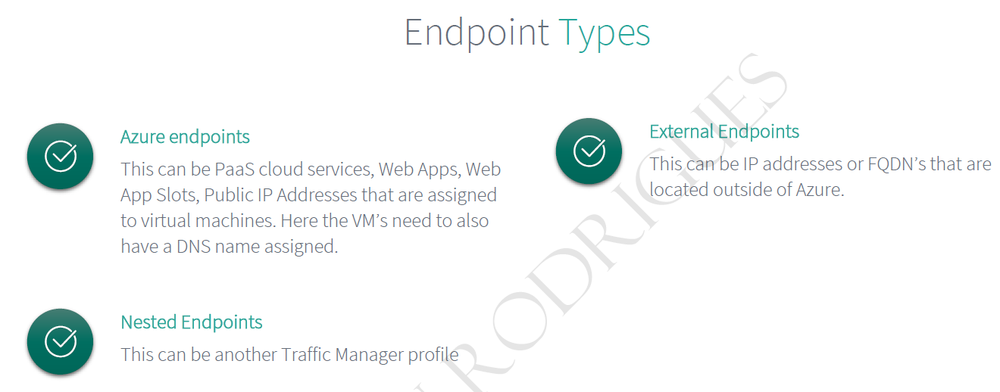 Endpoint Types
Azure endpoints
This can be PaaS cloud services, Web Apps, Web
App Slots, Public IP Addresses that are assigned
to virtual machines. Here the VM's need to also
have a DNS name assigned.
External Endpoints
This can be IP addresses or FQDN's that are
located outside of Azure.
Nested Endpoints
This can be another Traffic Manager profile
RODRIGUES